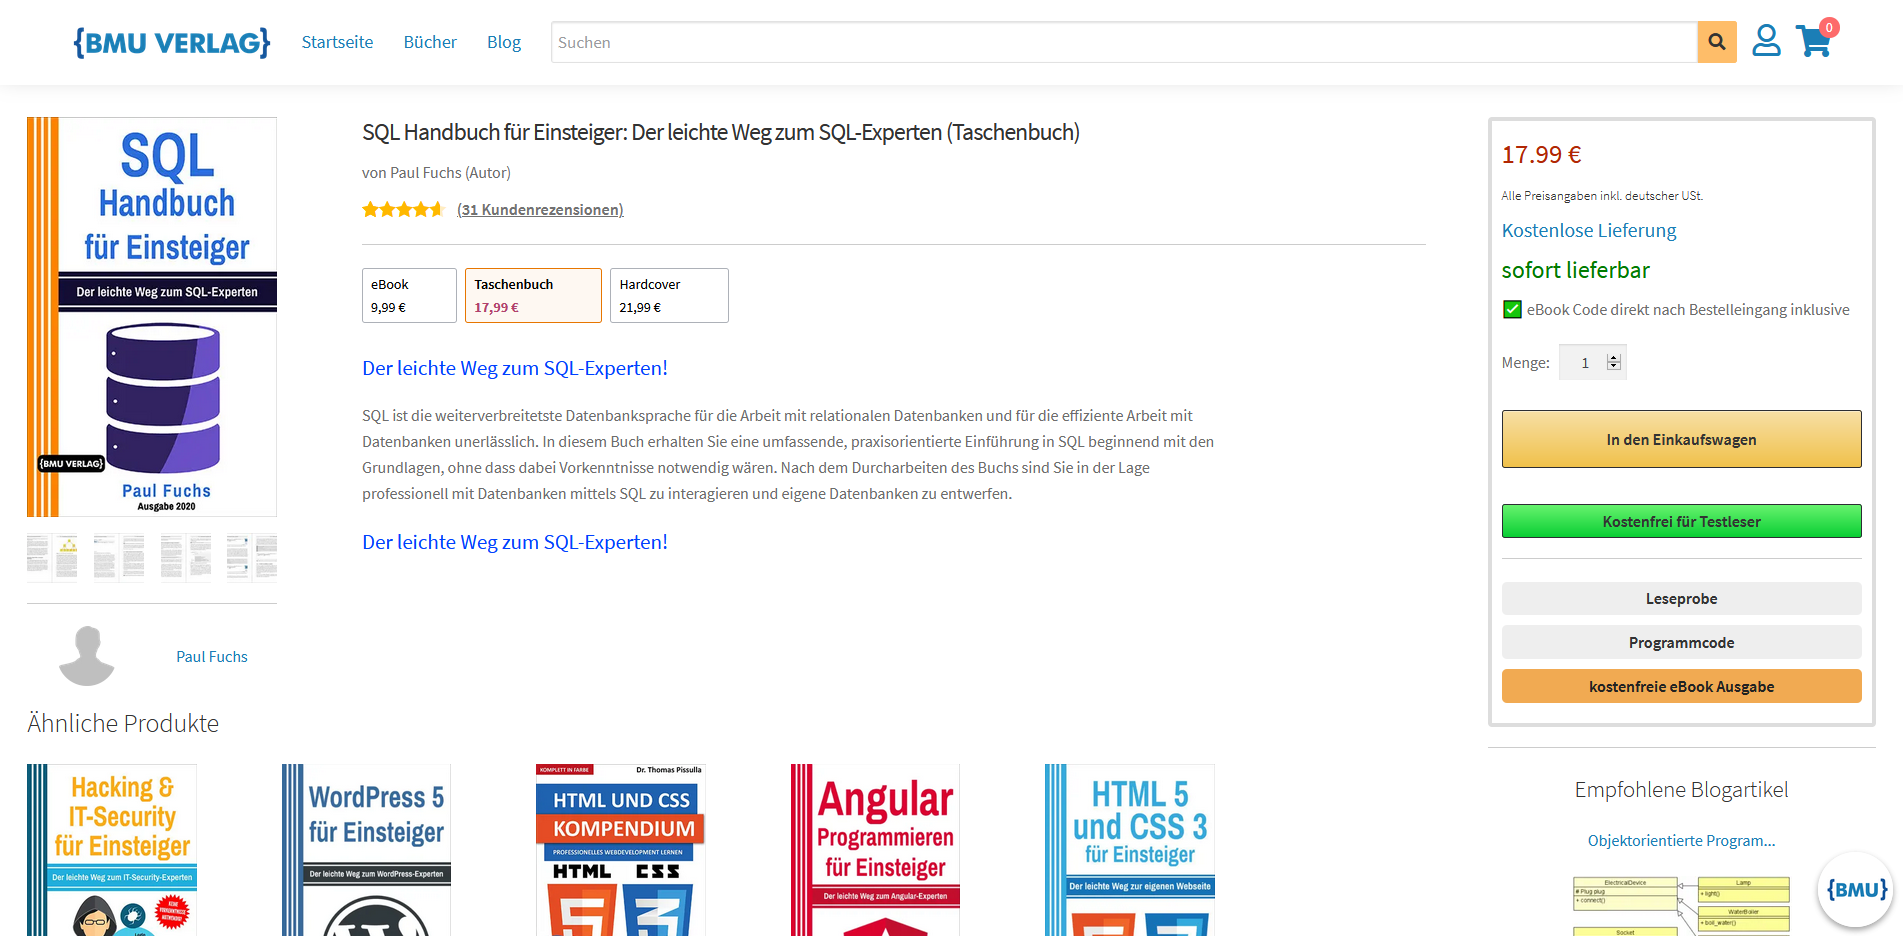 {BMU VERLAG}
Startseite
Bücher
Blog
Suchen
0
SQL
Handbuch
für Einsteiger
Der leichte Weg zum SQL-Experten
{BMU VERLAG}
Paul Fuchs
Ausgabe 2020
Paul Fuchs
SQL Handbuch für Einsteiger: Der leichte Weg zum SQL-Experten (Taschenbuch)
von Paul Fuchs (Autor)
(31 Kundenrezensionen)
eBook
9,99 €
Taschenbuch
17,99 €
Hardcover
21,99 €
Der leichte Weg zum SQL-Experten!
SQL ist die weiterverbreitetste Datenbanksprache für die Arbeit mit relationalen Datenbanken und für die effiziente Arbeit mit
Datenbanken unerlässlich. In diesem Buch erhalten Sie eine umfassende, praxisorientierte Einführung in SQL beginnend mit den
Grundlagen, ohne dass dabei Vorkenntnisse notwendig wären. Nach dem Durcharbeiten des Buchs sind Sie in der Lage
professionell mit Datenbanken mittels SQL zu interagieren und eigene Datenbanken zu entwerfen.
Der leichte Weg zum SQL-Experten!
17.99 €
Alle Preisangaben inkl. deutscher USt.
Kostenlose Lieferung
sofort lieferbar
eBook Code direkt nach Bestelleingang inklusive
Menge:
1
In den Einkaufswagen
Kostenfrei für Testleser
Leseprobe
Programmcode
kostenfreie eBook Ausgabe
Ähnliche Produkte
Hacking &
IT-Security
für Einsteiger
Der leichte Weg zum IT-Security-Experten
WordPress 5
für Einsteiger
Der leichte Weg zum WordPress-Experten
KOMPLETT IN FARBE
Dr. Thomas Pissulla
HTML UND CSS
KOMPENDIUM
PROFESSIONELLES WEBDEVELOPMENT LERNEN
HTML CSS
Angular
Programmieren
für Einsteiger
Der leichte Weg zum Angular-Experten
HTML 5
und CSS 3
für Einsteiger
Der leichte Weg zur eigenen Webseite
Empfohlene Blogartikel
Objektorientierte Program...
ElectricalDevice
# Plug plug
+ connect()
Lamp
+ light()
WaterBoiler
+ boil_water()
Socket
{BMU}